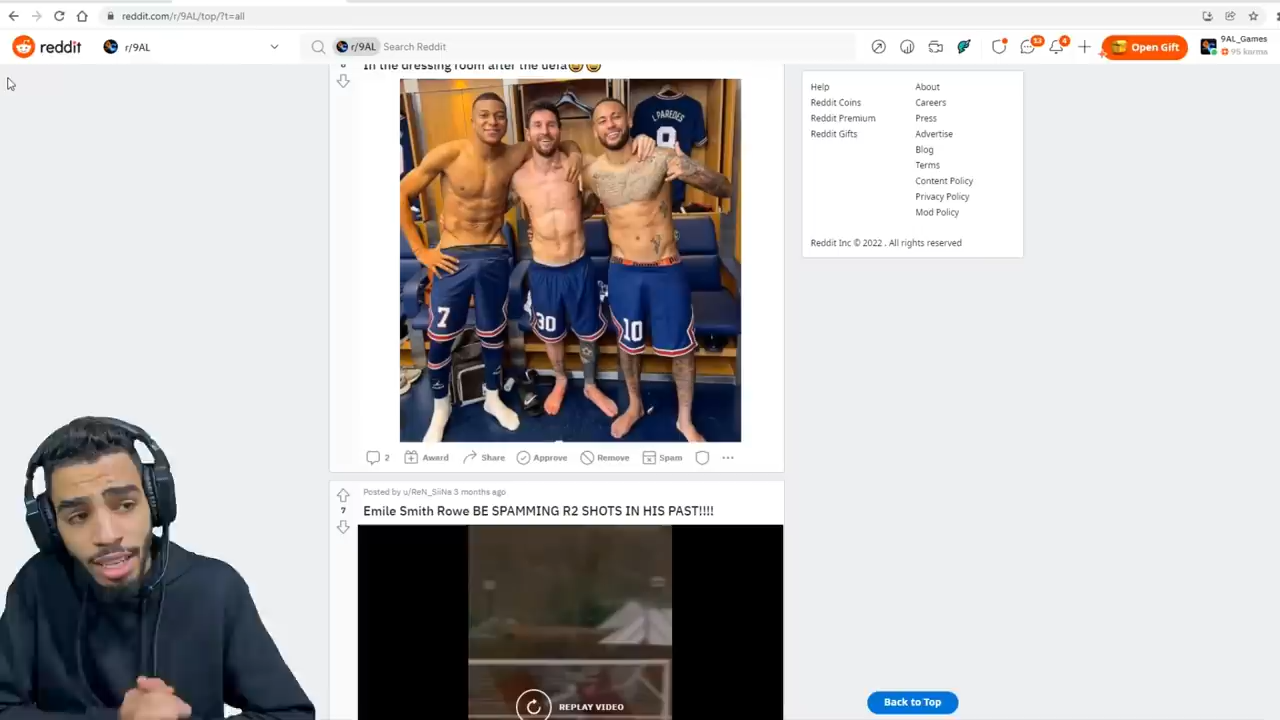 reddit.com/r/9AL/top/?t=all
reddit
r/9AL
r/9AL Search Reddit
13
4
Open Gift
9AL_Games
95 karma
In the dressing room after the uefa😆😆
L.PAREDES
7
30
10
2
Award
Share
Approve
Remove
Spam
Posted by u/ReN_SiiNa 3 months ago
7
Emile Smith Rowe BE SPAMMING R2 SHOTS IN HIS PAST!!!!
REPLAY VIDEO
Help
About
Reddit Coins
Careers
Reddit Premium
Press
Reddit Gifts
Advertise
Blog
Terms
Content Policy
Privacy Policy
Mod Policy
Reddit Inc © 2022 . All rights reserved
Back to Top